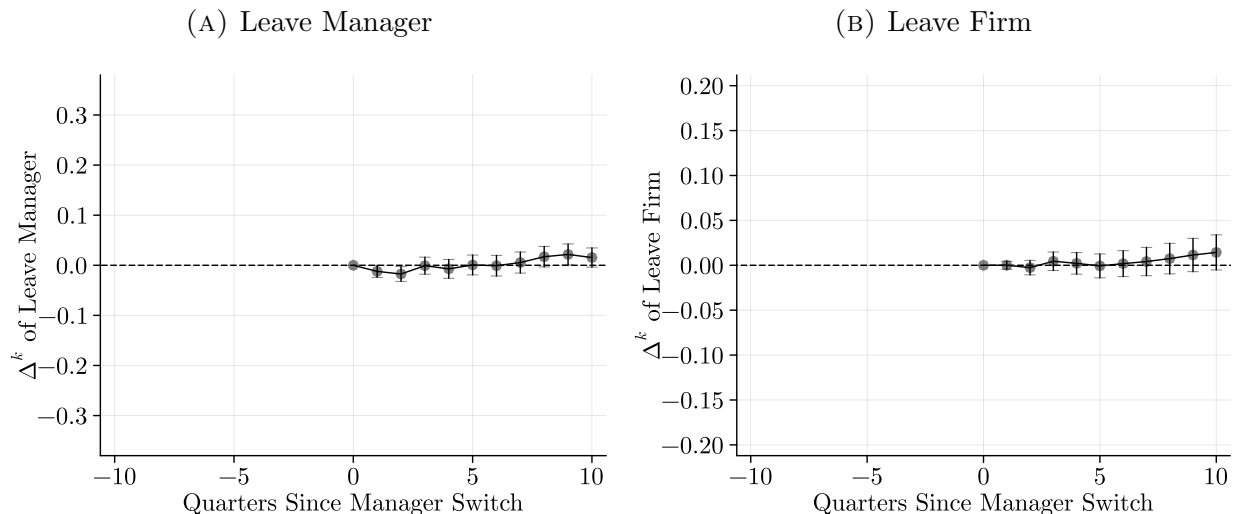 (A) Leave Manager
Δᵏ of Leave Manager
0.3
0.2
0.1
0.0
−0.1
−0.2
−0.3
−10 −5 0 5 10
Quarters Since Manager Switch
(B) Leave Firm
Δᵏ of Leave Firm
0.20
0.15
0.10
0.05
0.00
−0.05
−0.10
−0.15
−0.20
−10 −5 0 5 10
Quarters Since Manager Switch